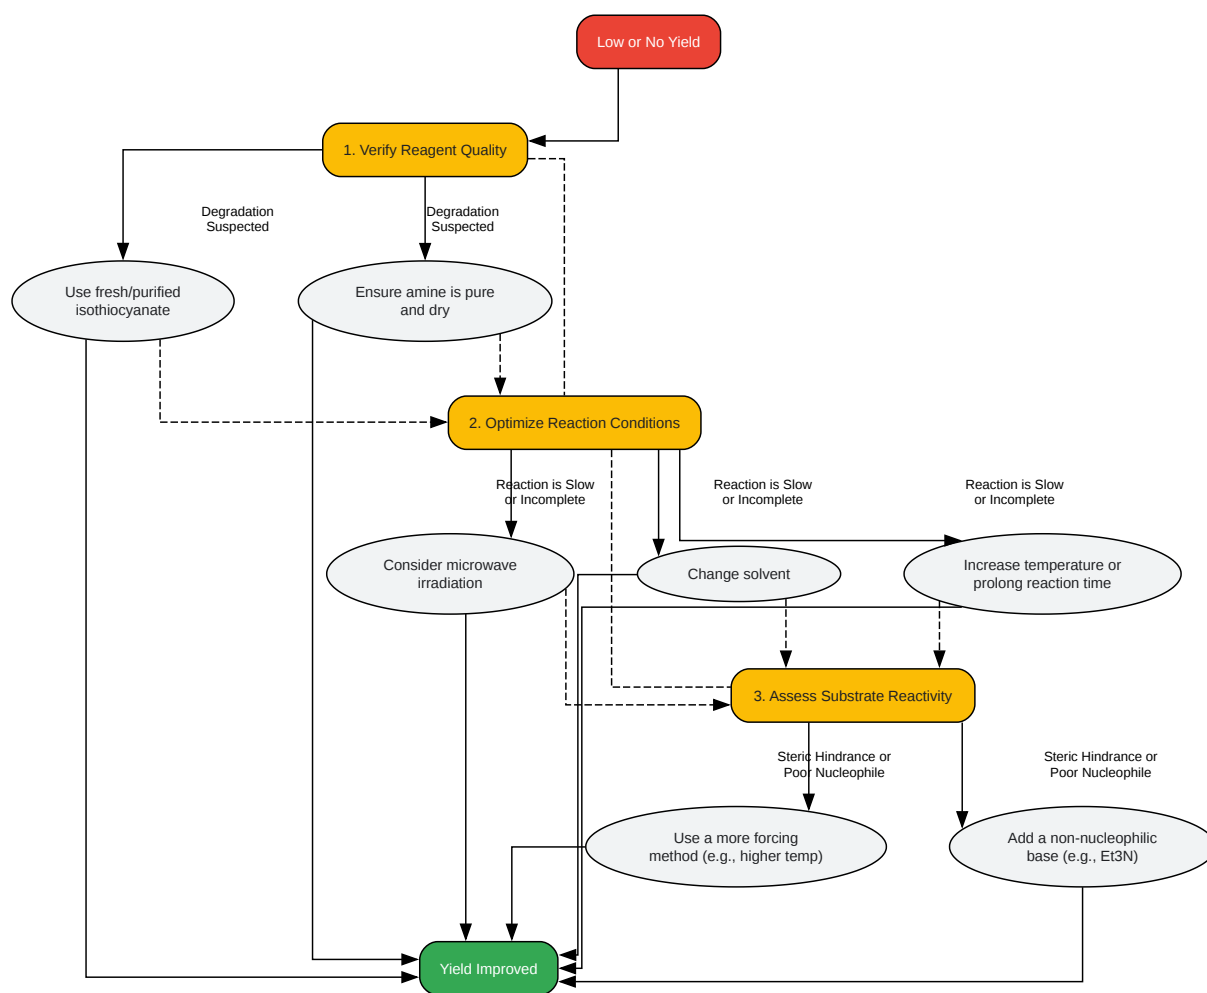 Low or No Yield
1. Verify Reagent Quality
Degradation
Suspected
Degradation
Suspected
Use fresh/purified
isothiocyanate
Ensure amine is pure
and dry
2. Optimize Reaction Conditions
Reaction is Slow
or Incomplete
Reaction is Slow
or Incomplete
Reaction is Slow
or Incomplete
Consider microwave
irradiation
Change solvent
Increase temperature or
prolong reaction time
3. Assess Substrate Reactivity
Steric Hindrance or
Poor Nucleophile
Steric Hindrance or
Poor Nucleophile
Use a more forcing
method (e.g., higher temp)
Add a non-nucleophilic
base (e.g., Et3N)
Yield Improved